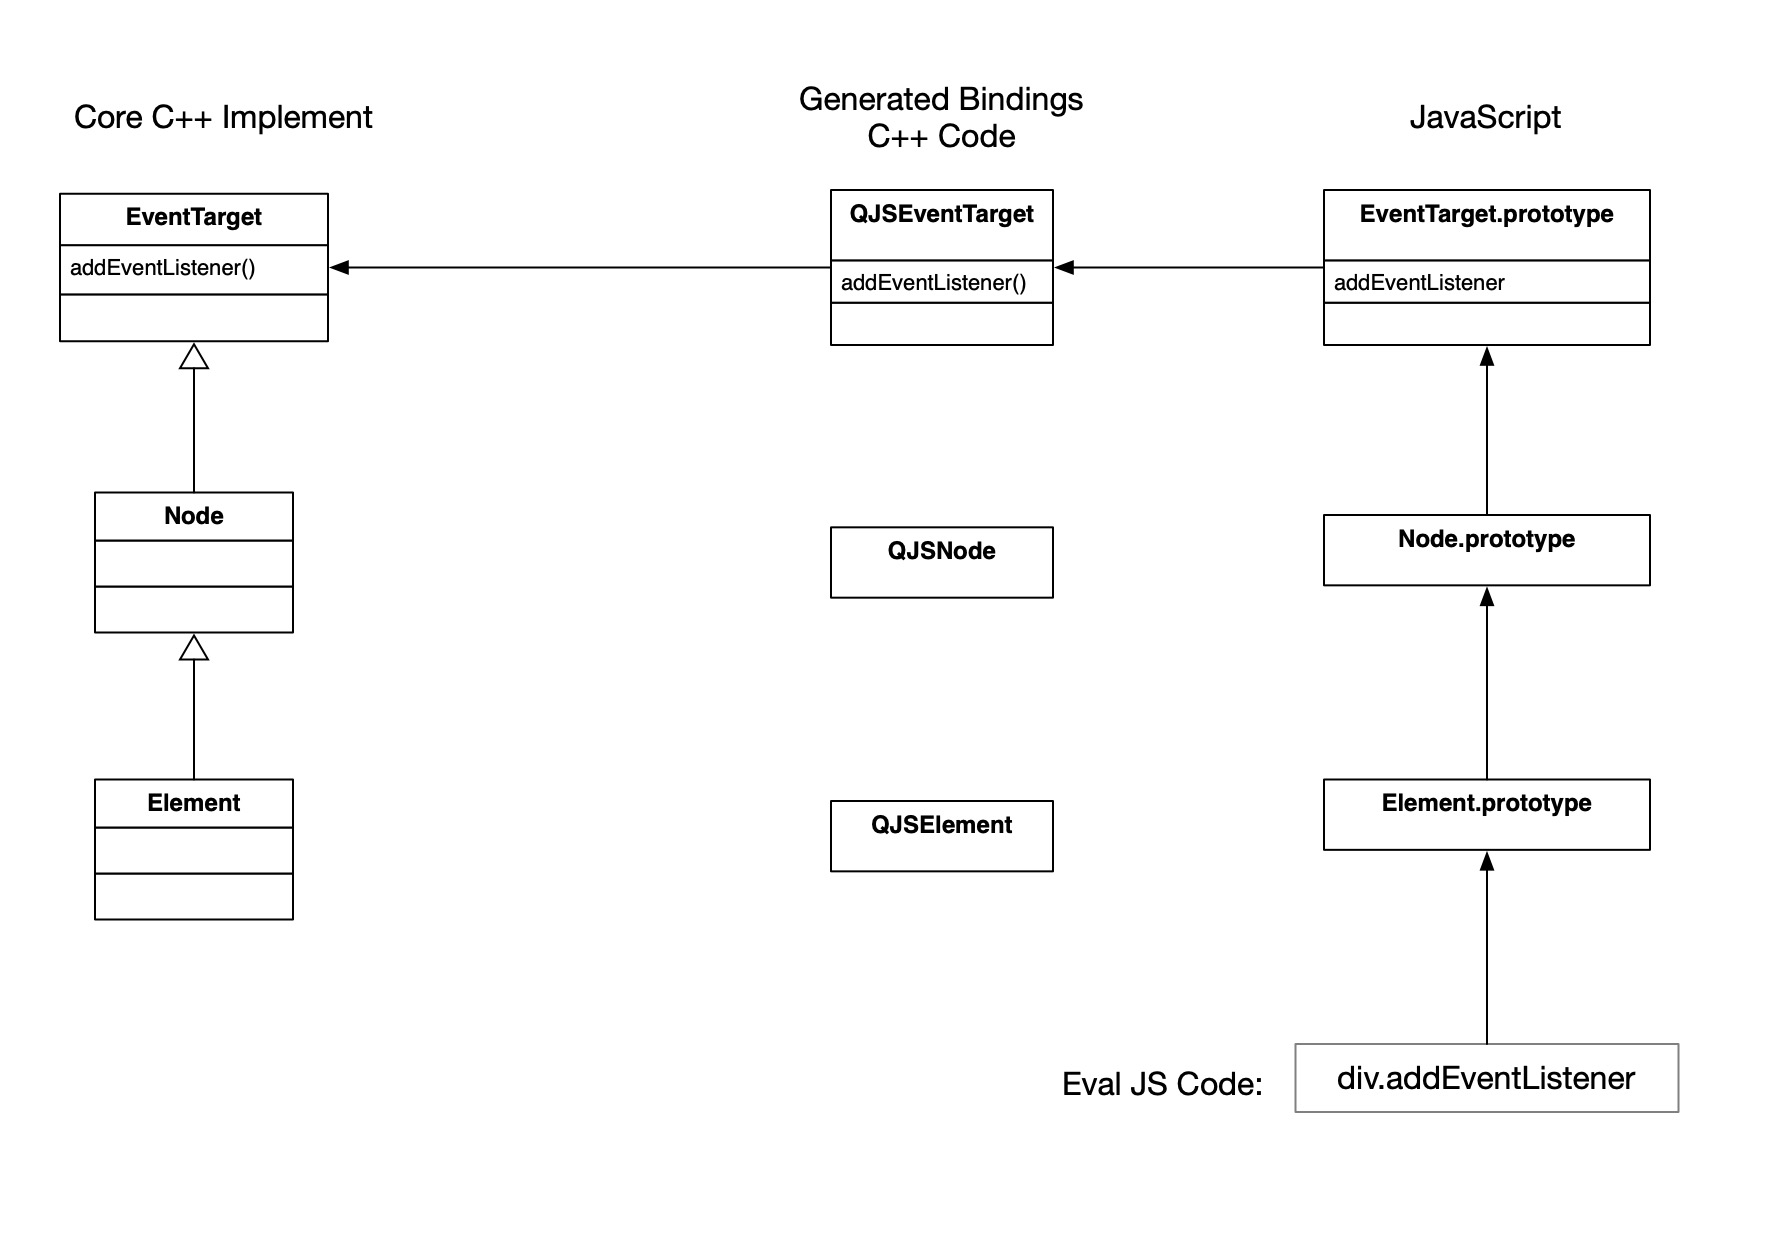 Core C++ Implement
Generated Bindings
C++ Code
JavaScript
EventTarget
addEventListener()
QJSEventTarget
addEventListener()
EventTarget.prototype
addEventListener
Node
QJSNode
Node.prototype
Element
QJSElement
Element.prototype
Eval JS Code:
div.addEventListener